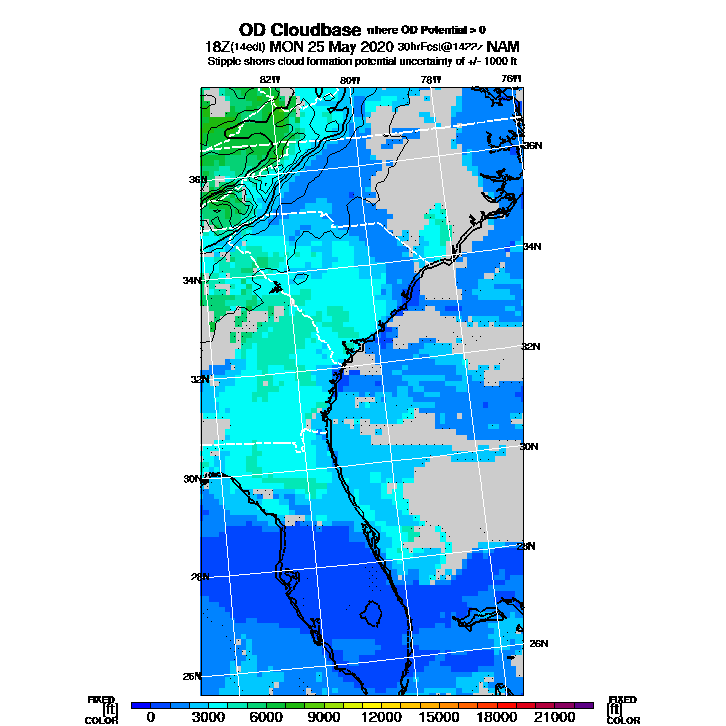 OD Cloudbase where OD Potential > 0
18Z(14edt) MON 25 May 2020 30hrFcst@1422z NAM
Stipple shows cloud formation potential uncertainty of +/- 1000 ft
82W 80W 78W 76W
36N 36N
34N 34N
32N 32N
30N 30N
28N 28N
26N 26N
FIXED FIXED
[ft] [ft]
COLOR COLOR
0 3000 6000 9000 12000 15000 18000 21000